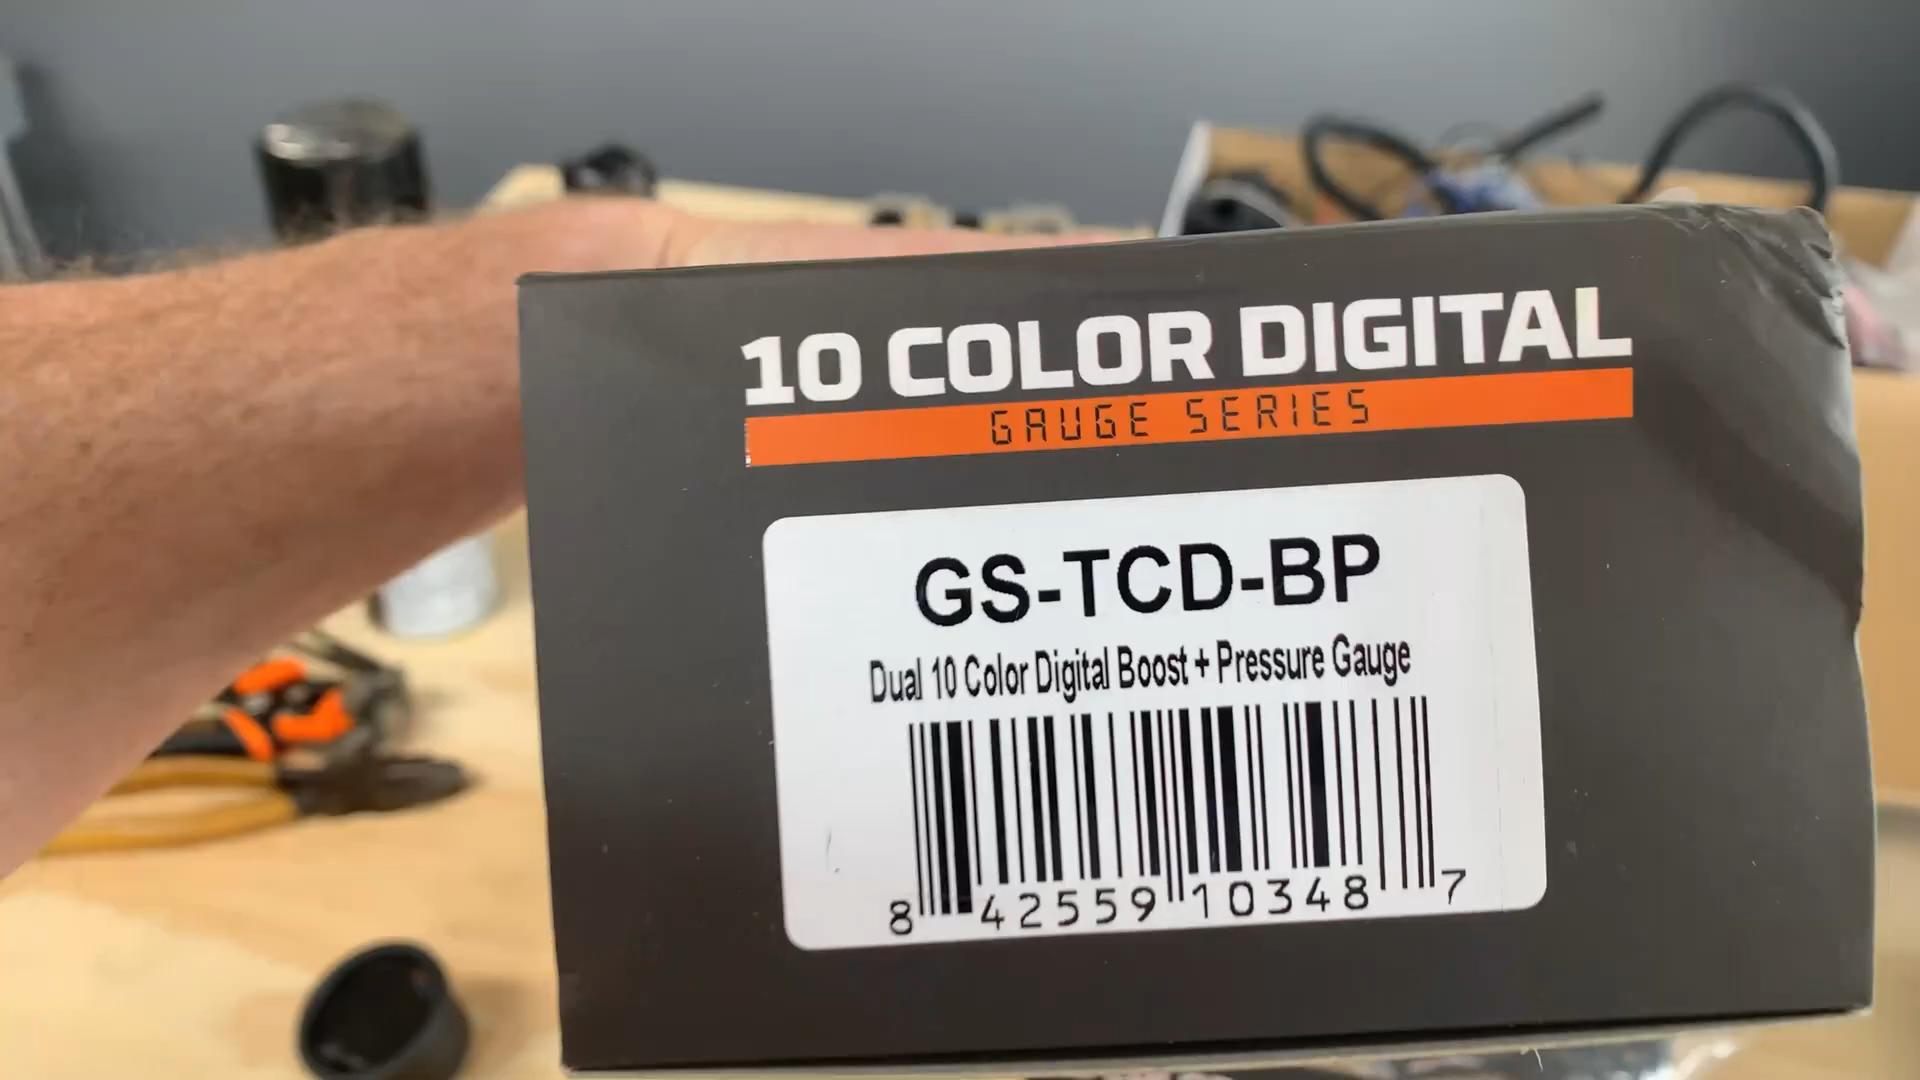 10 COLOR DIGITAL
GAUGE SERIES
GS-TCD-BP
Dual 10 Color Digital Boost + Pressure Gauge
8 42559 10348 7